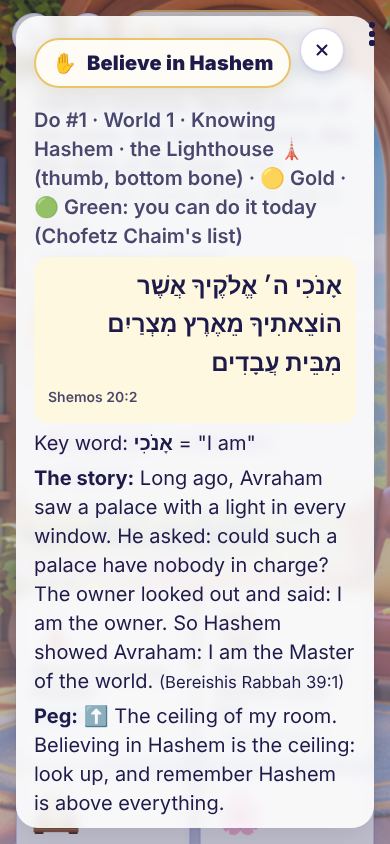 Believe in Hashem
Do #1 · World 1 · Knowing
Hashem · the Lighthouse 🗼
(thumb, bottom bone) · 🟡 Gold ·
🟢 Green: you can do it today
(Chofetz Chaim's list)
אָנֹכִי ה׳ אֱלֹקֶיךָ אֲשֶׁר
הוֹצֵאתִיךָ מֵאֶרֶץ מִצְרַיִם
מִבֵּית עֲבָדִים
Shemos 20:2
Key word: אָנֹכִי = "I am"
The story: Long ago, Avraham
saw a palace with a light in every
window. He asked: could such a
palace have nobody in charge?
The owner looked out and said: I
am the owner. So Hashem
showed Avraham: I am the Master
of the world. (Bereishis Rabbah 39:1)
Peg: ⬆️ The ceiling of my room.
Believing in Hashem is the ceiling:
look up, and remember Hashem
is above everything.